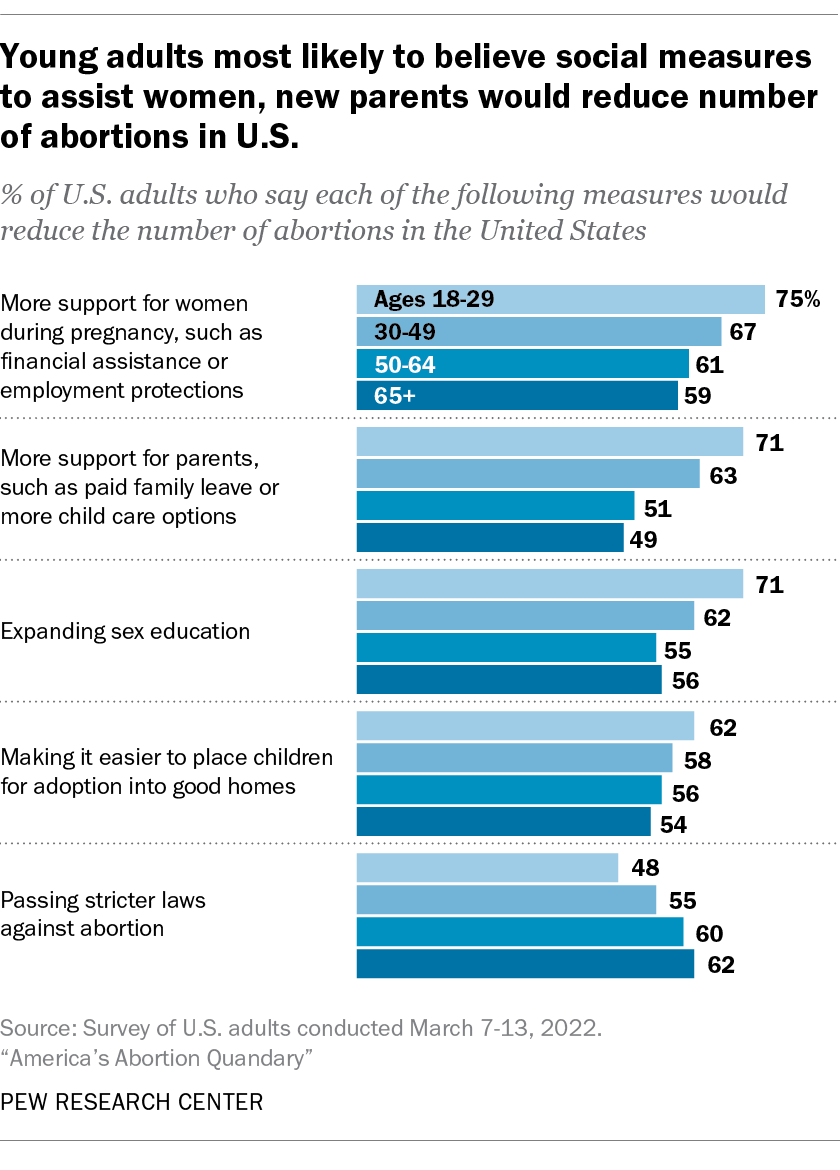 Young adults most likely to believe social measures
to assist women, new parents would reduce number
of abortions in U.S.
% of U.S. adults who say each of the following measures would
reduce the number of abortions in the United States
More support for women
during pregnancy, such as
financial assistance or
employment protections
Ages 18-29 75%
30-49 67
50-64 61
65+ 59
More support for parents,
such as paid family leave or
more child care options
71
63
51
49
Expanding sex education
71
62
55
56
Making it easier to place children
for adoption into good homes
62
58
56
54
Passing stricter laws
against abortion
48
55
60
62
Source: Survey of U.S. adults conducted March 7-13, 2022.
“America’s Abortion Quandary”
PEW RESEARCH CENTER